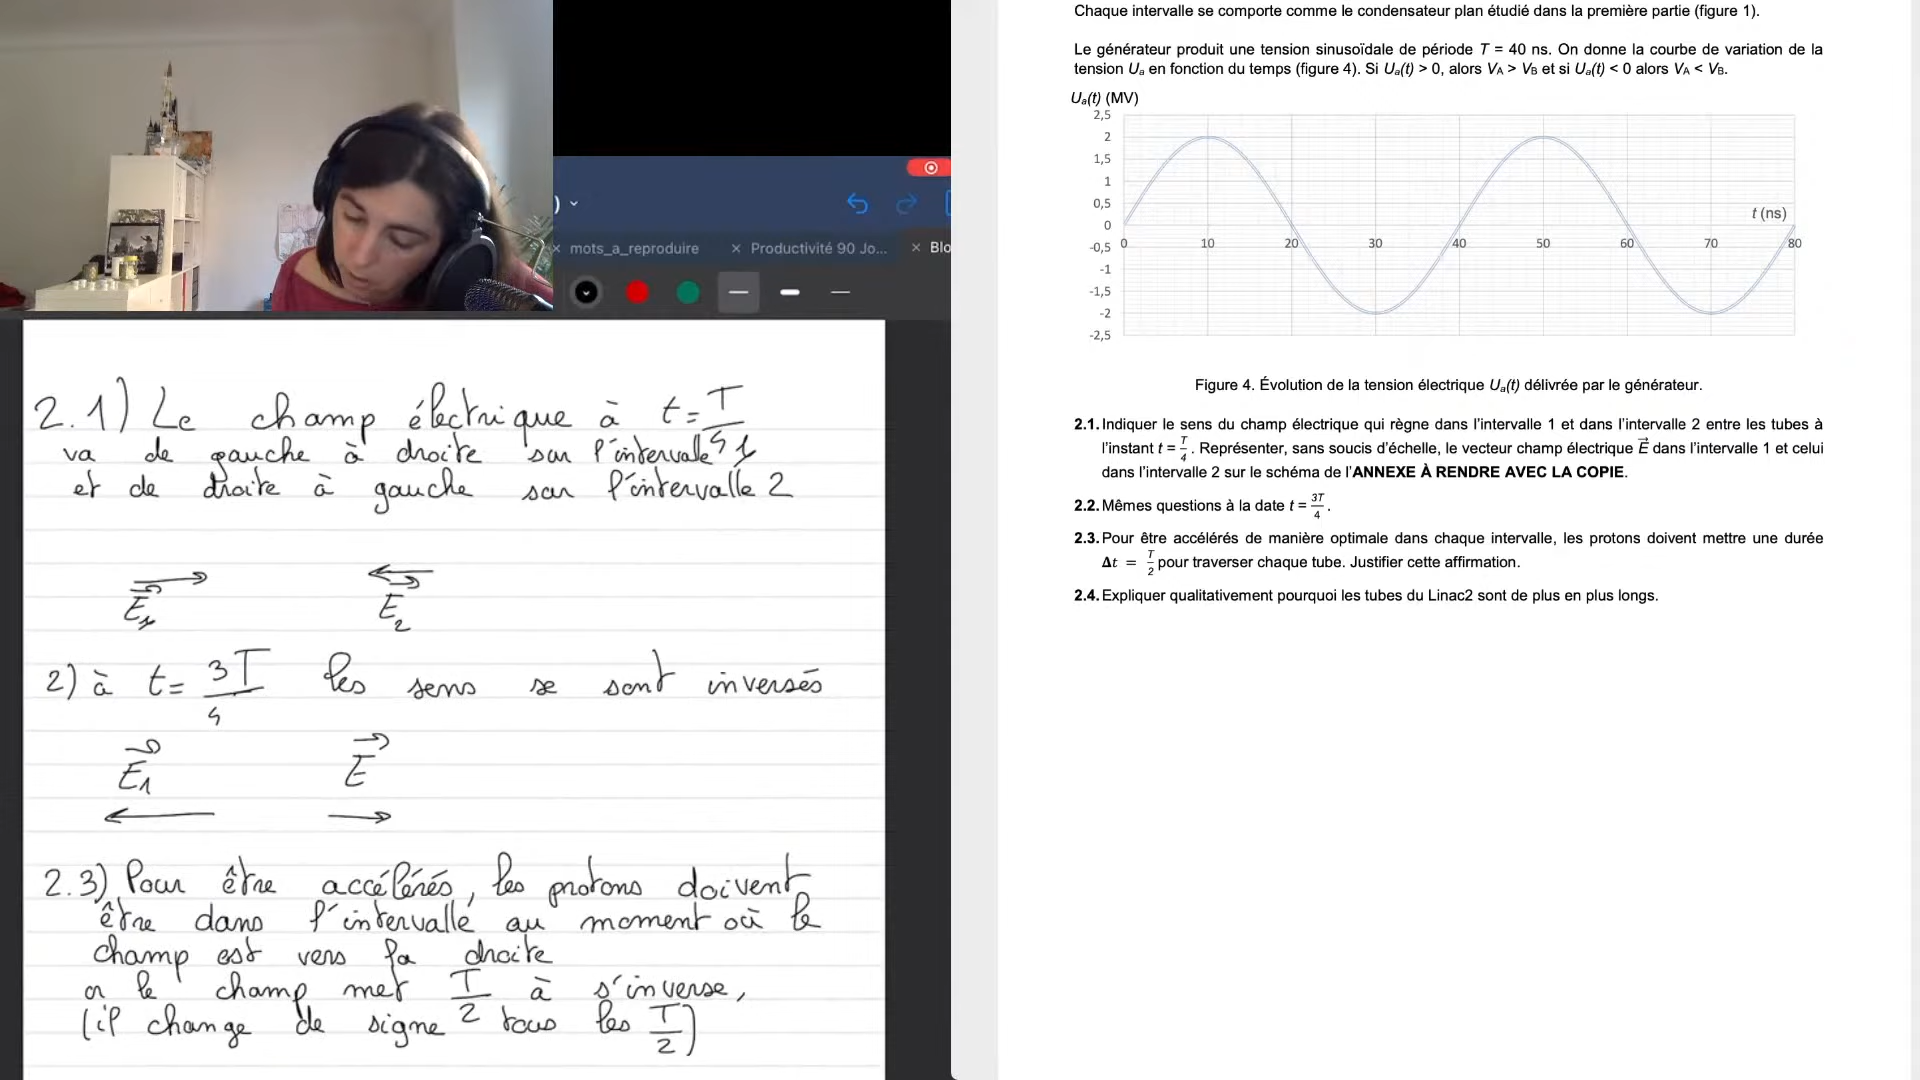 )
mots_a_reproduire
Productivité 90 Jo...
Blo
2.1) Le champ électrique à t = T/4
va de gauche à droite sur l'intervalle 1
et de droite à gauche sur l'intervalle 2
E1 E2
2) à t = 3T/4 les sens se sont inversés
E1 E
2.3) Pour être accélérés, les protons doivent
être dans l'intervalle au moment où le
champ est vers la droite
or le champ met T/2 à s'inverse,
(il change de signe tous les T/2)
Chaque intervalle se comporte comme le condensateur plan étudié dans la première partie (figure 1).
Le générateur produit une tension sinusoïdale de période T = 40 ns. On donne la courbe de variation de la
tension Ua en fonction du temps (figure 4). Si Ua(t) > 0, alors VA > VB et si Ua(t) < 0 alors VA < VB.
Ua(t) (MV)
2,5
2
1,5
1
0,5
0
-0,5
-1
-1,5
-2
-2,5
t (ns)
0 10 20 30 40 50 60 70 80
Figure 4. Évolution de la tension électrique Ua(t) délivrée par le générateur.
2.1. Indiquer le sens du champ électrique qui règne dans l'intervalle 1 et dans l'intervalle 2 entre les tubes à
l'instant t = T/4. Représenter, sans soucis d'échelle, le vecteur champ électrique E⃗ dans l'intervalle 1 et celui
dans l'intervalle 2 sur le schéma de l'ANNEXE À RENDRE AVEC LA COPIE.
2.2. Mêmes questions à la date t = 3T/4.
2.3. Pour être accélérés de manière optimale dans chaque intervalle, les protons doivent mettre une durée
Δt = T/2 pour traverser chaque tube. Justifier cette affirmation.
2.4. Expliquer qualitativement pourquoi les tubes du Linac2 sont de plus en plus longs.